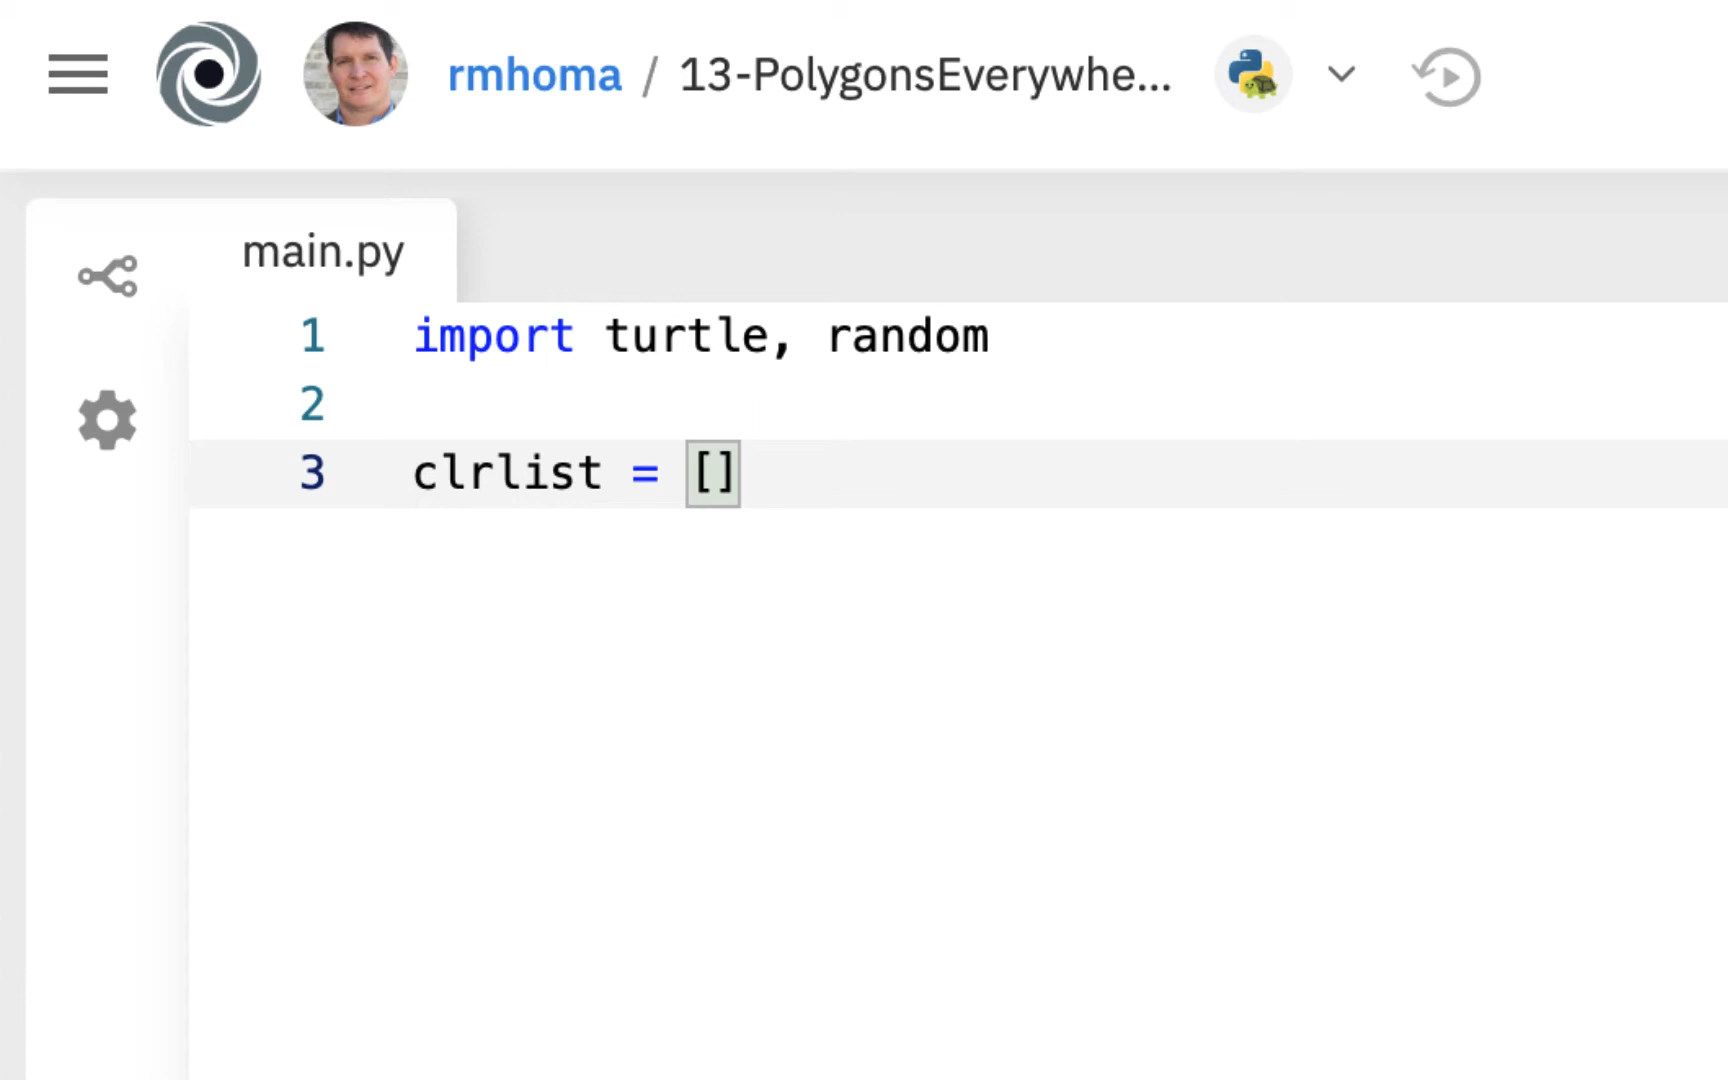 rmhoma / 13-PolygonsEverywhe...
main.py
1 import turtle, random
2
3 clrlist = []